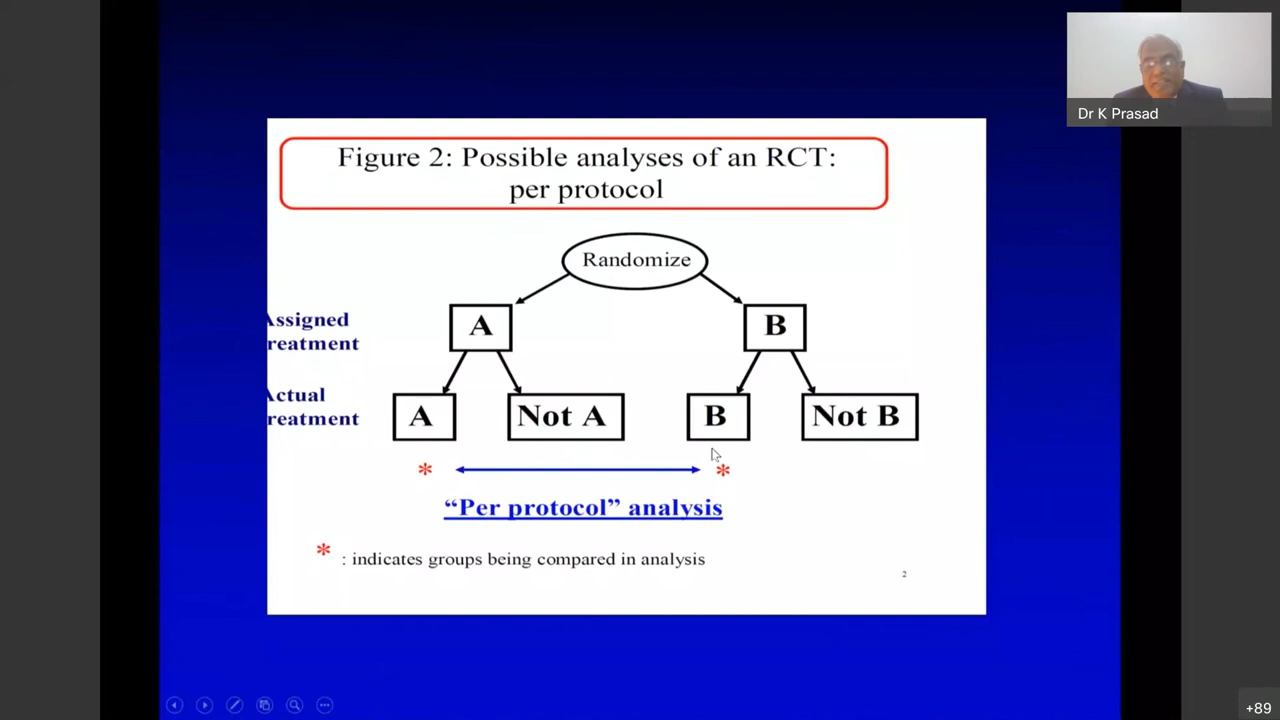 Dr K Prasad
Figure 2: Possible analyses of an RCT:
per protocol
Randomize
Assigned
reatment
A
B
Actual
reatment
A
Not A
B
Not B
*
*
“Per protocol” analysis
* : indicates groups being compared in analysis
2
+89